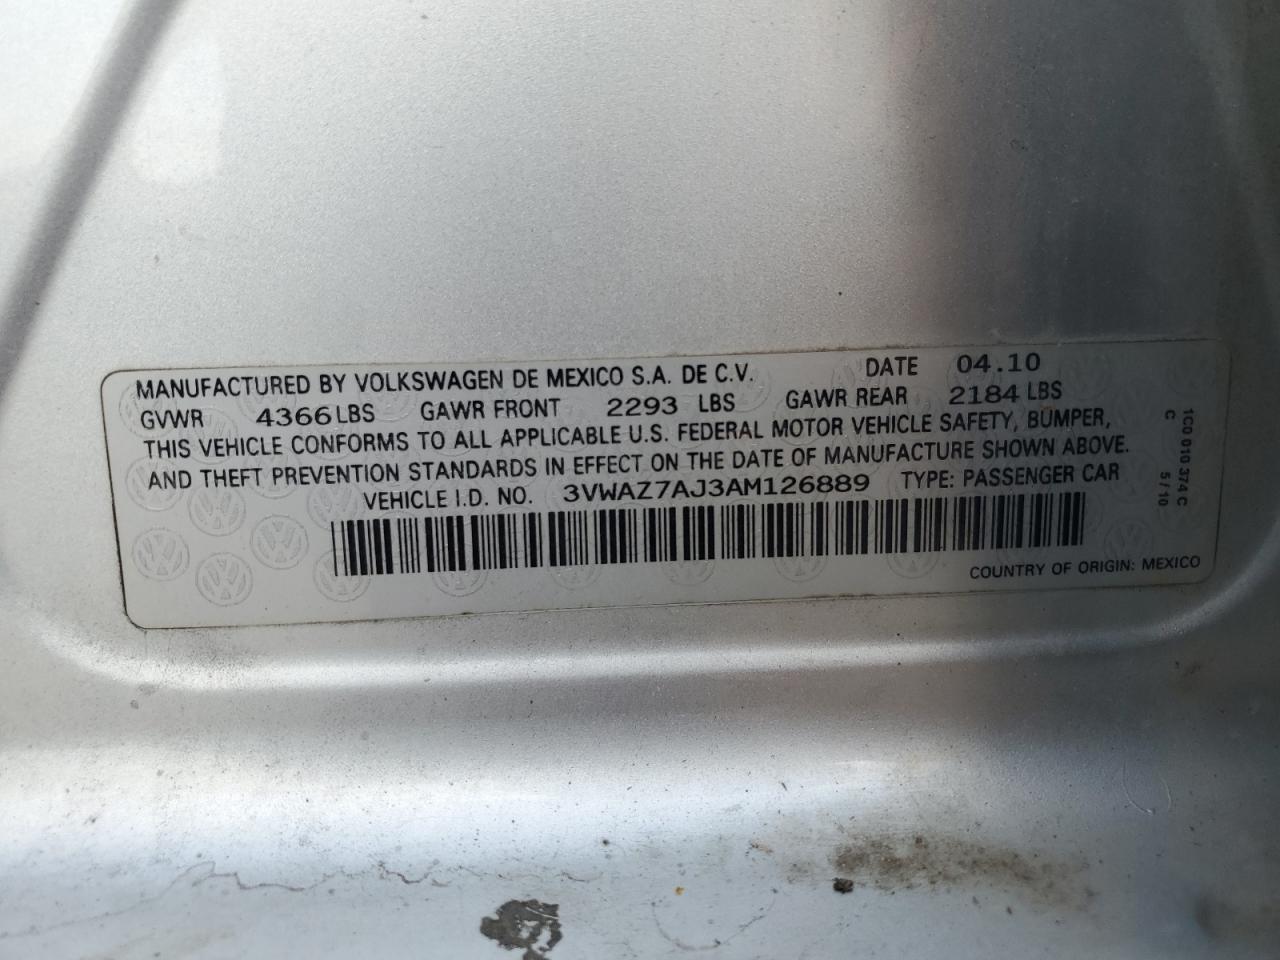 MANUFACTURED BY VOLKSWAGEN DE MEXICO S.A. DE C.V. DATE 04.10
GVWR 4366 LBS GAWR FRONT 2293 LBS GAWR REAR 2184 LBS
THIS VEHICLE CONFORMS TO ALL APPLICABLE U.S. FEDERAL MOTOR VEHICLE SAFETY, BUMPER,
AND THEFT PREVENTION STANDARDS IN EFFECT ON THE DATE OF MANUFACTURE SHOWN ABOVE.
VEHICLE I.D. NO. 3VWAZ7AJ3AM126889 TYPE: PASSENGER CAR
COUNTRY OF ORIGIN: MEXICO
1C0 010 374 C
C 5/10